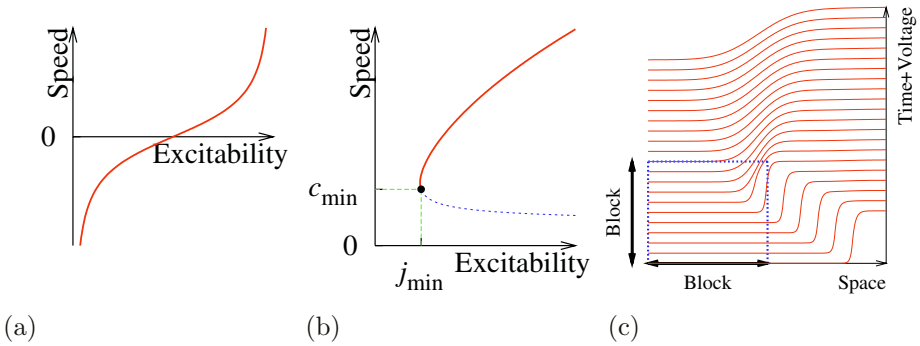 Speed
0
Excitability
(a)
Speed
c_min
0
j_min
Excitability
(b)
Time+Voltage
Block
Block
Space
(c)